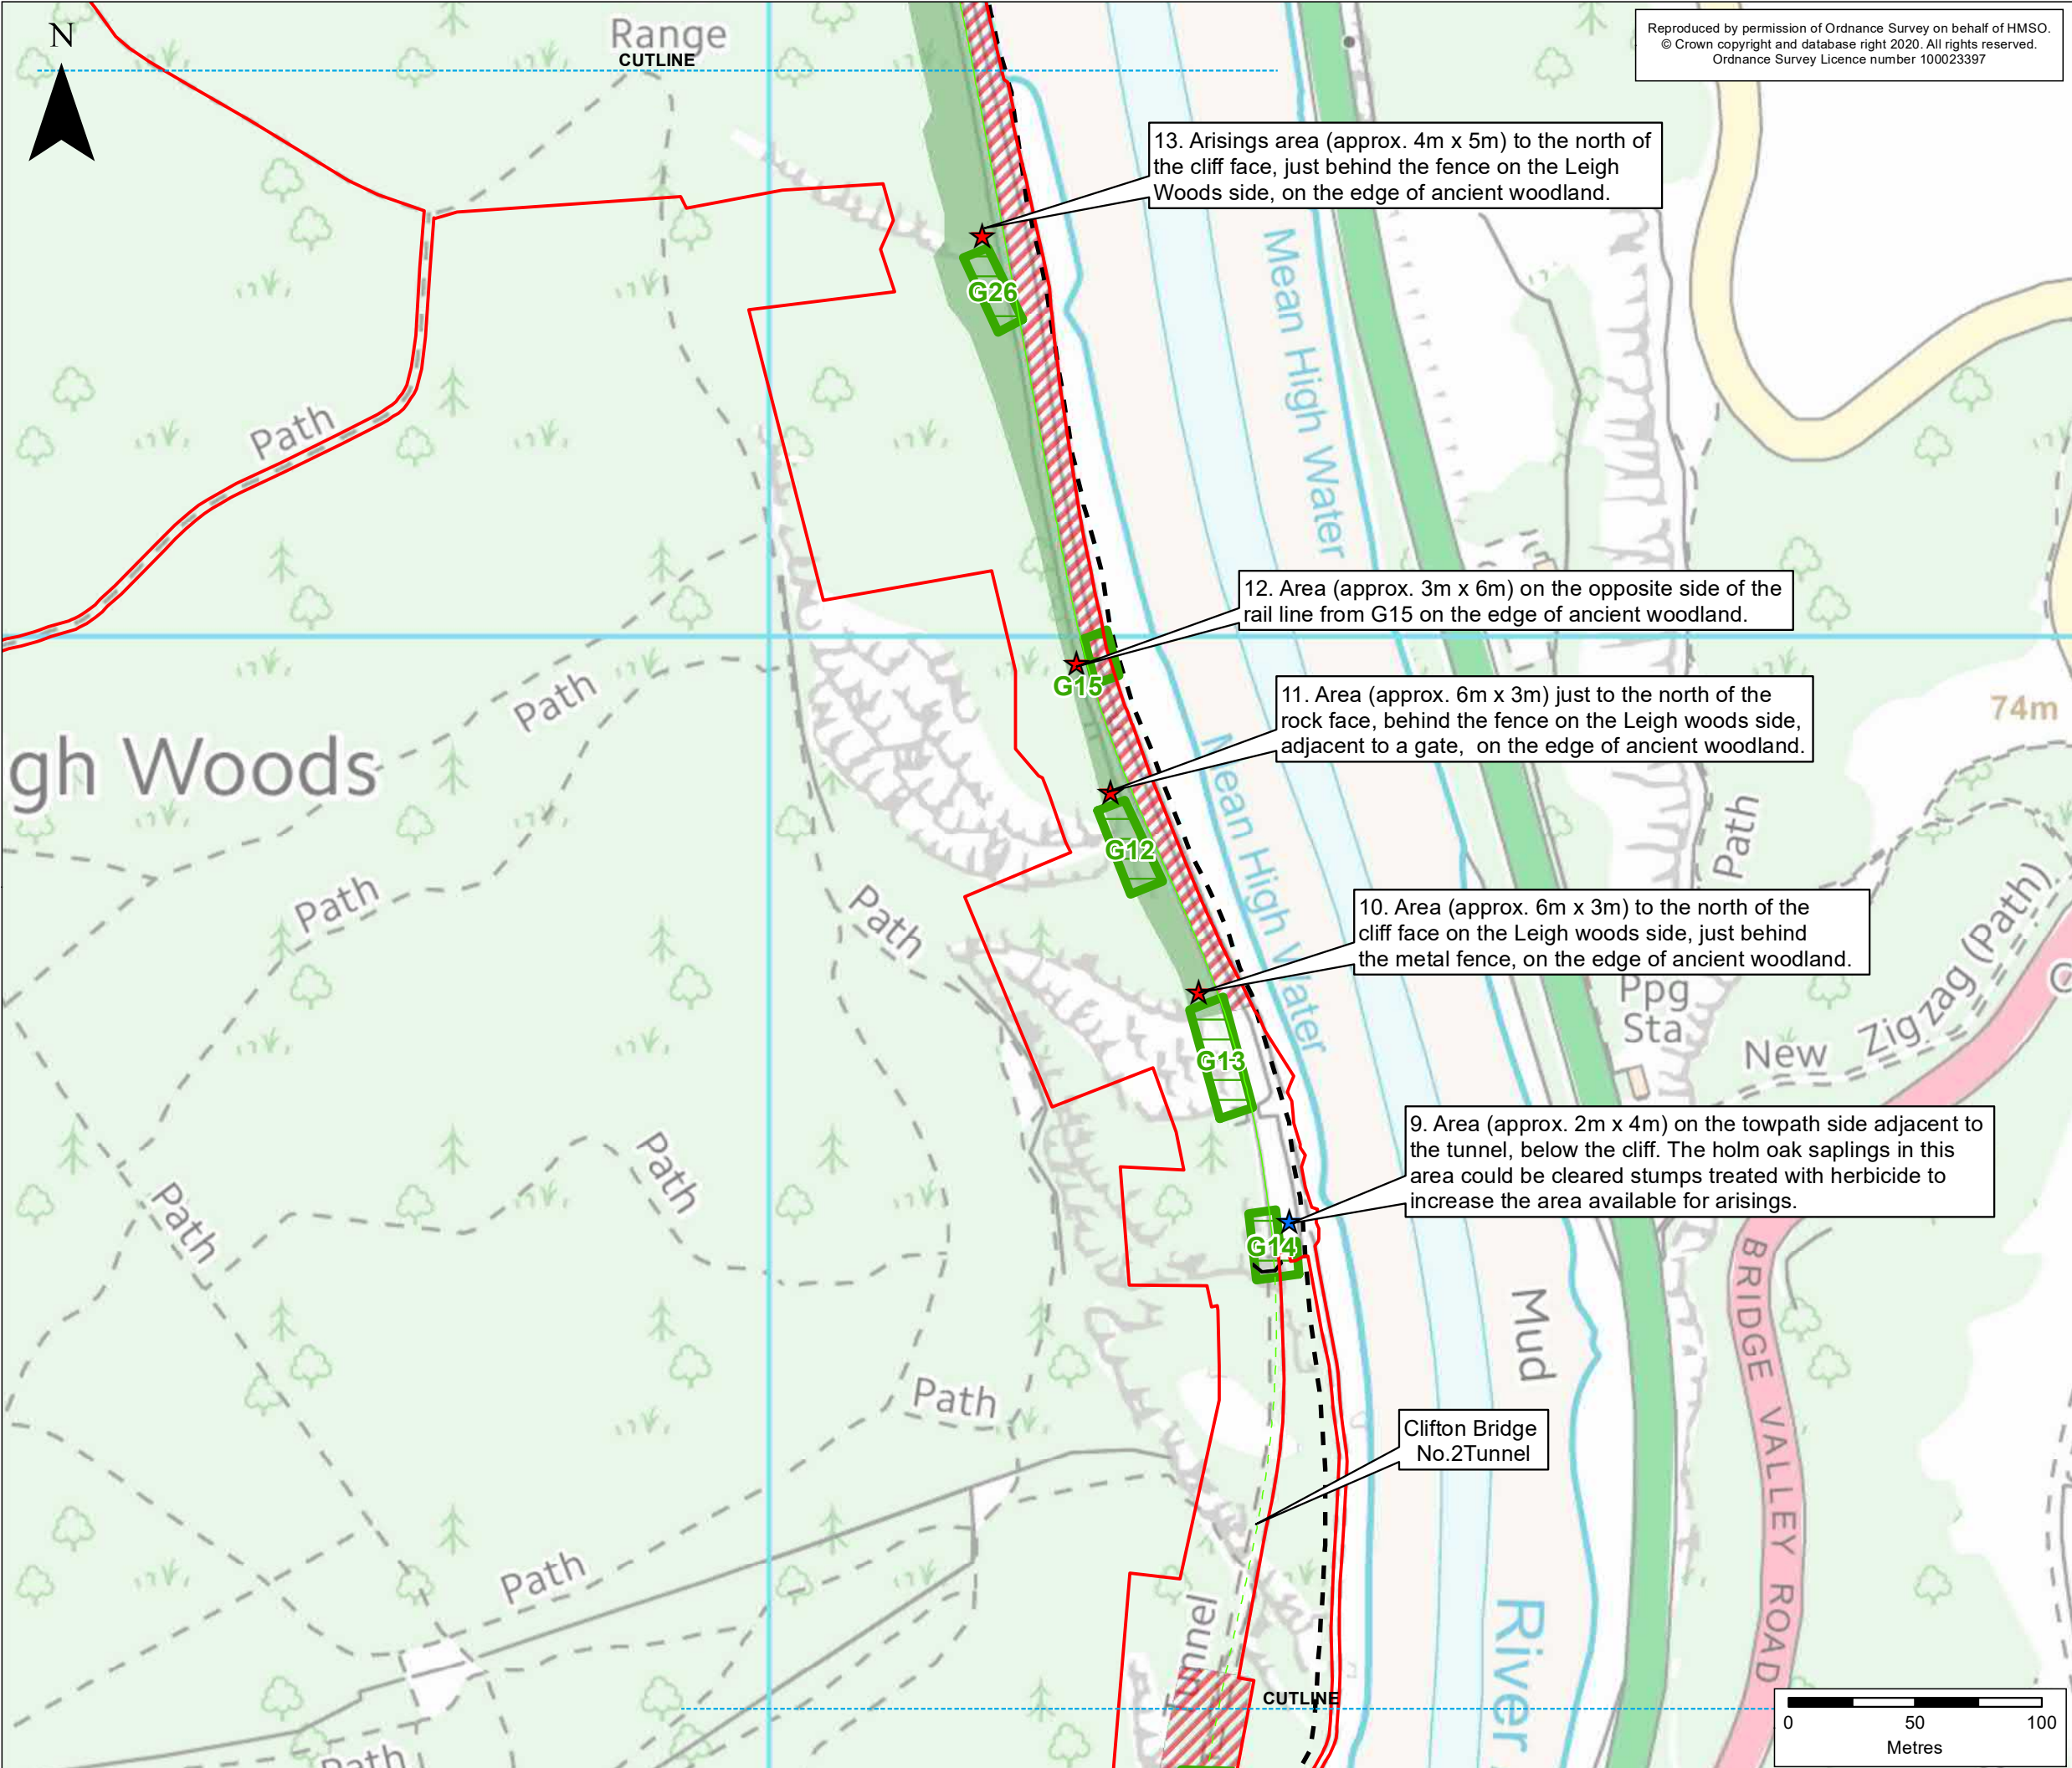 N
Range
CUTLINE
Reproduced by permission of Ordnance Survey on behalf of HMSO.
© Crown copyright and database right 2020. All rights reserved.
Ordnance Survey Licence number 100023397
13. Arisings area (approx. 4m x 5m) to the north of
the cliff face, just behind the fence on the Leigh
Woods side, on the edge of ancient woodland.
G26
Mean High Water
Path
12. Area (approx. 3m x 6m) on the opposite side of the
rail line from G15 on the edge of ancient woodland.
G15
Path
11. Area (approx. 6m x 3m) just to the north of the
rock face, behind the fence on the Leigh woods side,
adjacent to a gate, on the edge of ancient woodland.
74m
gh Woods
Mean High Water
G12
Path
Path
Path
10. Area (approx. 6m x 3m) to the north of the
cliff face on the Leigh woods side, just behind
the metal fence, on the edge of ancient woodland.
Ppg
Sta
New Zigzag (Path)
G13
9. Area (approx. 2m x 4m) on the towpath side adjacent to
the tunnel, below the cliff. The holm oak saplings in this
area could be cleared stumps treated with herbicide to
increase the area available for arisings.
Path
Path
G14
Mud
BRIDGE VALLEY ROAD
Path
Clifton Bridge
No.2Tunnel
Path
Tunnel
River
CUTLINE
Path
0 50 100
Metres